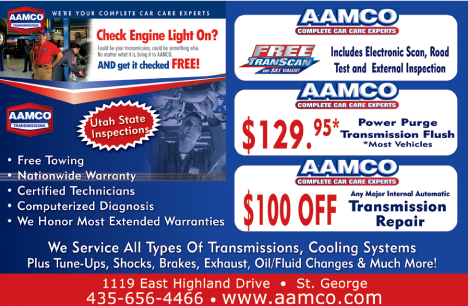 AAMCO
TRANSMISSIONS
WE'RE YOUR COMPLETE CAR CARE EXPERTS
Check Engine Light On?
Could be your transmission, could be something else.
No matter what it is, bring it to AAMCO.
AND get it checked FREE!
AAMCO
TRANSMISSIONS
Utah State
Inspections
• Free Towing
• Nationwide Warranty
• Certified Technicians
• Computerized Diagnosis
• We Honor Most Extended Warranties
AAMCO
COMPLETE CAR CARE EXPERTS
FREE
TRANSCAN
an $83 VALUE!
Includes Electronic Scan, Road
Test and External Inspection
AAMCO
COMPLETE CAR CARE EXPERTS
$129.95*
Power Purge
Transmission Flush
*Most Vehicles
AAMCO
COMPLETE CAR CARE EXPERTS
$100 OFF
Any Major Internal Automatic
Transmission
Repair
We Service All Types Of Transmissions, Cooling Systems
Plus Tune-Ups, Shocks, Brakes, Exhaust, Oil/Fluid Changes & Much More!
1119 East Highland Drive • St. George
435-656-4466 • www.aamco.com